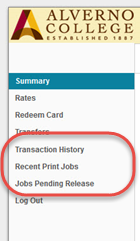 ALVERNO
COLLEGE
ESTABLISHED 1887
Summary
Rates
Redeem Card
Transfers
Transaction History
Recent Print Jobs
Jobs Pending Release
Log Out